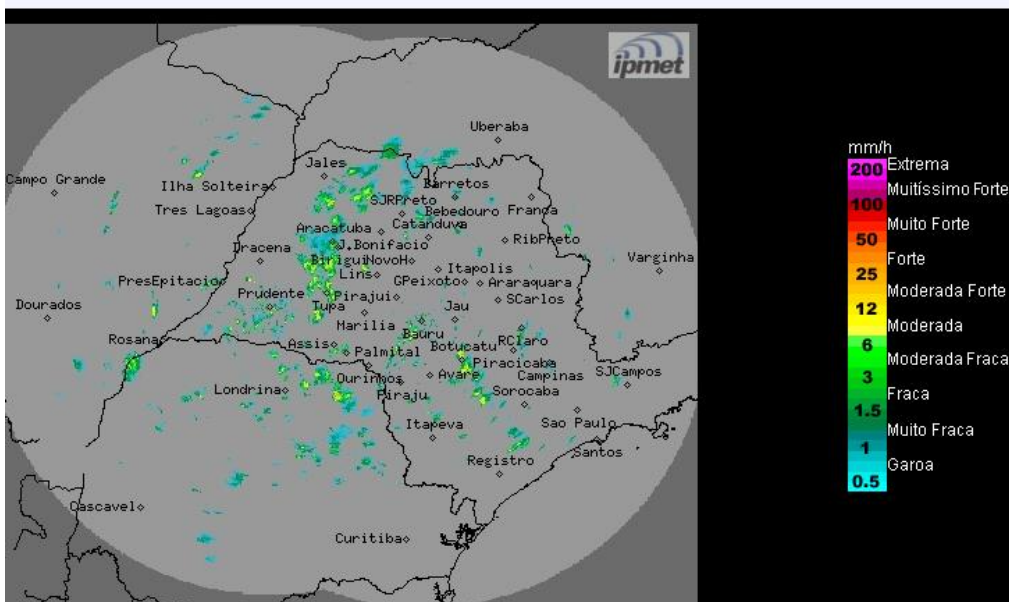 ipmet
Uberaba
Jales
Campo Grande
Ilha Solteira
Barretos
SJRPreto
Tres Lagoas
Bebedouro Franca
Catanduva
Aracatuba
RibPreto
J.Bonifacio
Dracena
Birigui NovoH
Varginha
Itapolis
Lins
PresEpitacio
GPeixoto Araraquara
Prudente
Pirajui
SCarlos
Dourados
Tupa
Jau
Marilia
Bauru
Rosana
Assis
Botucatu
RClaro
Palmital
Piracicaba
Ourinhos
Avare
Campinas
SJCampos
Londrina
Piraju
Sorocaba
Itapeva
Sao Paulo
Santos
Registro
Cascavel
Curitiba
mm/h
200 Extrema
Muitíssimo Forte
100
Muito Forte
50
Forte
25
Moderada Forte
12
Moderada
6
Moderada Fraca
3
Fraca
1.5
Muito Fraca
1
Garoa
0.5